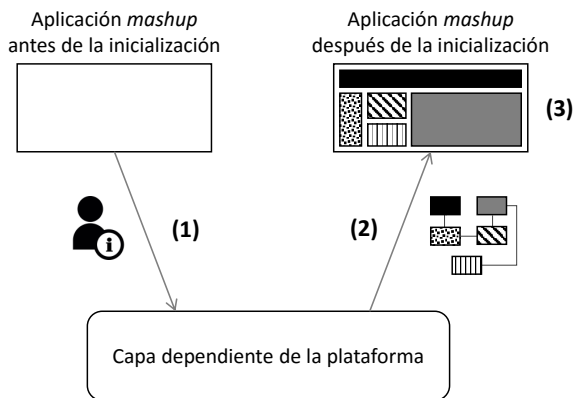 Aplicación mashup
antes de la inicialización
Aplicación mashup
después de la inicialización
(3)
(1)
i
(2)
Capa dependiente de la plataforma